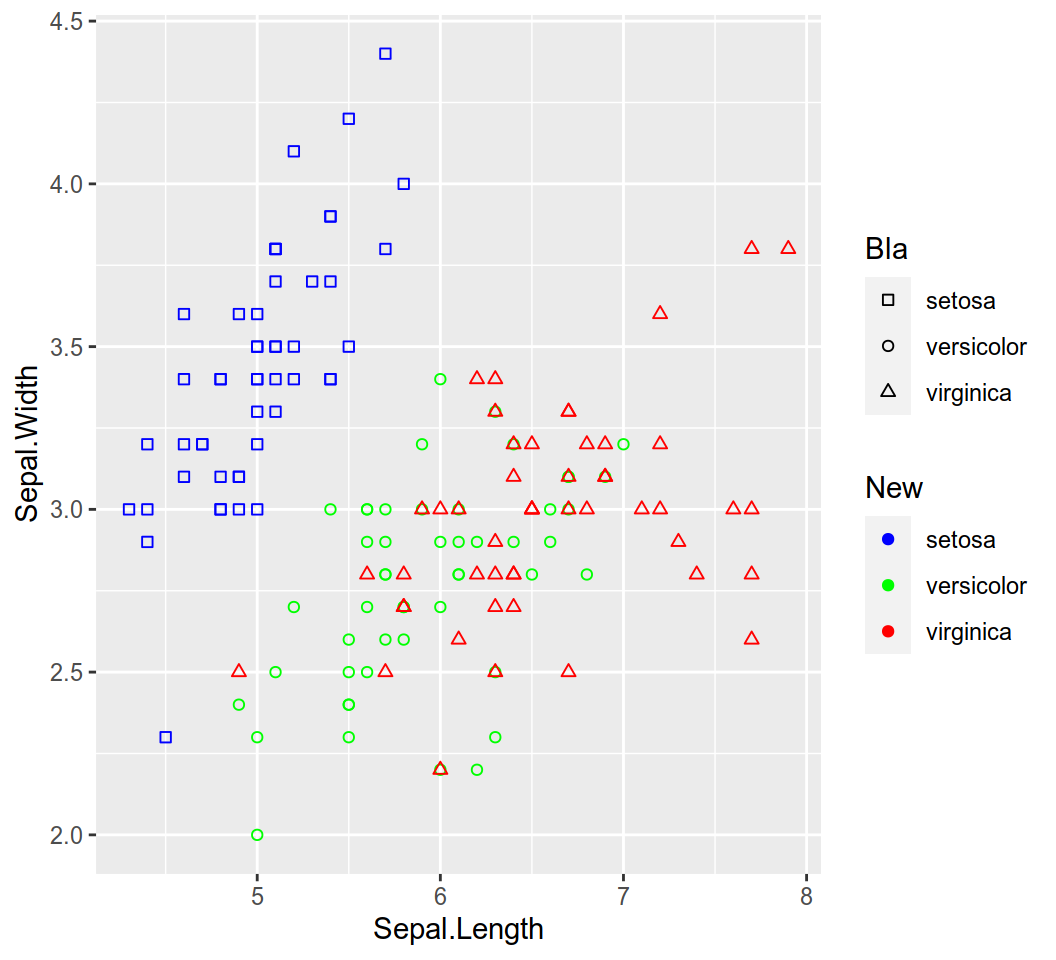 4.5
4.0
3.5
3.0
2.5
2.0
Sepal.Width
5 6 7 8
Sepal.Length
Bla
setosa
versicolor
virginica
New
setosa
versicolor
virginica